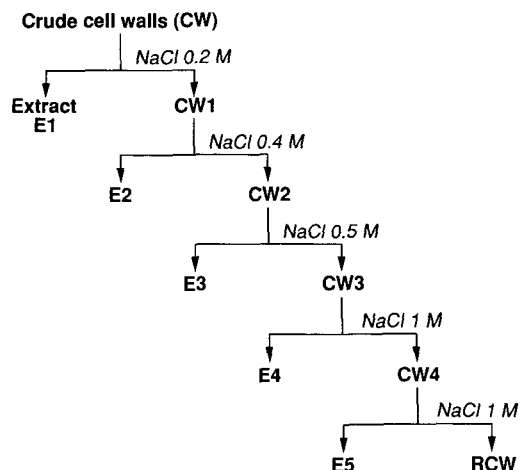 Crude cell walls (CW)
NaCl 0.2 M
Extract
E1
CW1
NaCl 0.4 M
E2
CW2
NaCl 0.5 M
E3
CW3
NaCl 1 M
E4
CW4
NaCl 1 M
E5
RCW